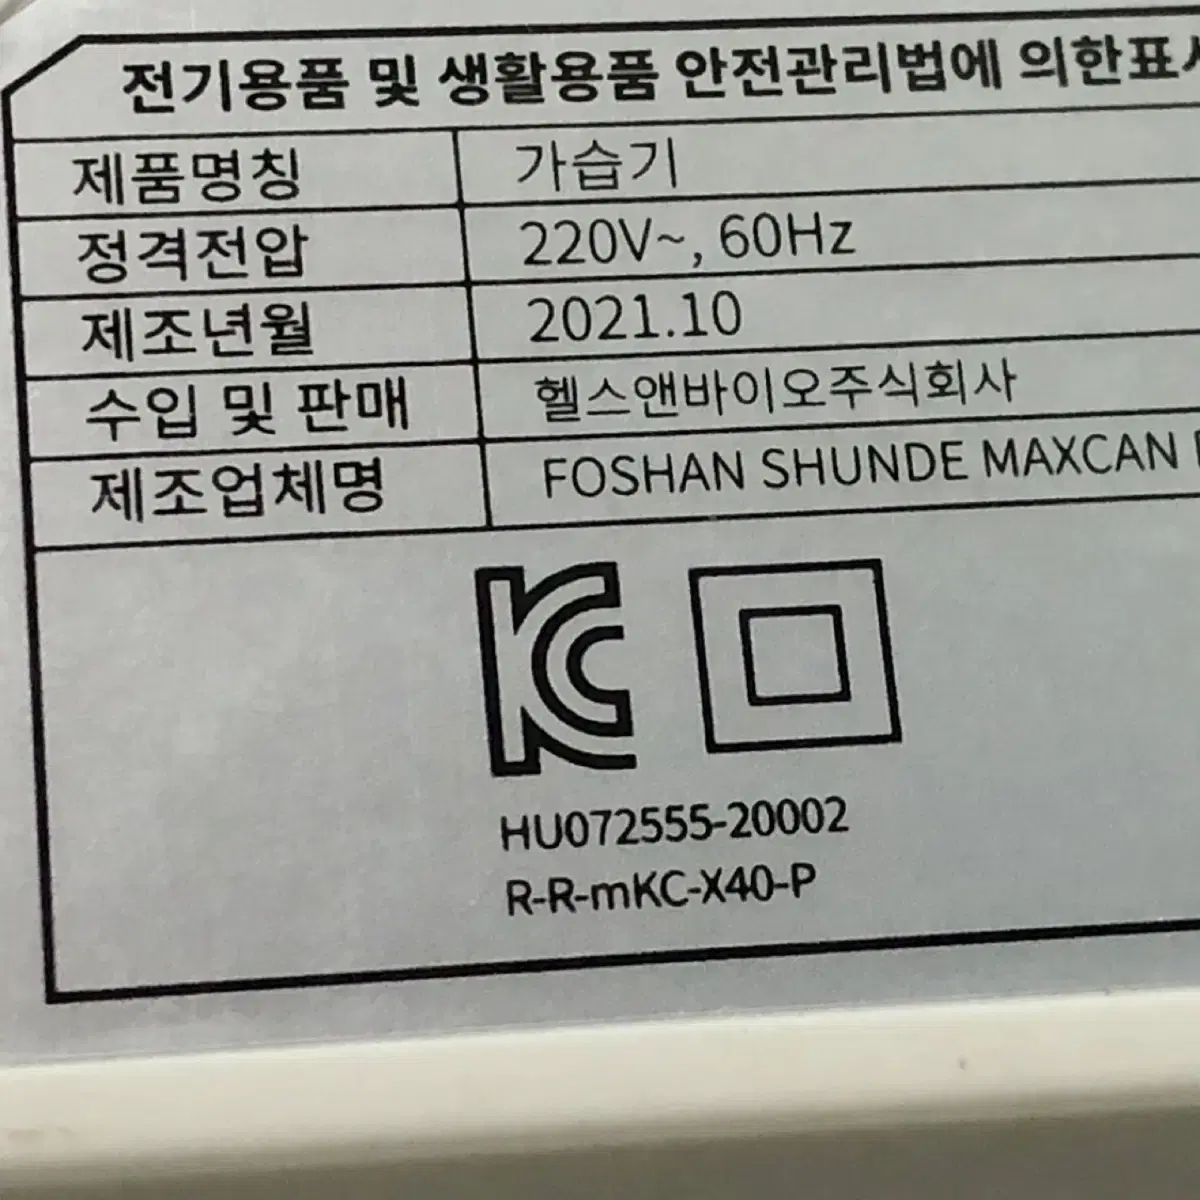 전기용품 및 생활용품 안전관리법에 의한표시
제품명칭 가습기
정격전압 220V~, 60Hz
제조년월 2021.10
수입 및 판매 헬스앤바이오주식회사
제조업체명 FOSHAN SHUNDE MAXCAN
KC
HU072555-20002
R-R-mKC-X40-P